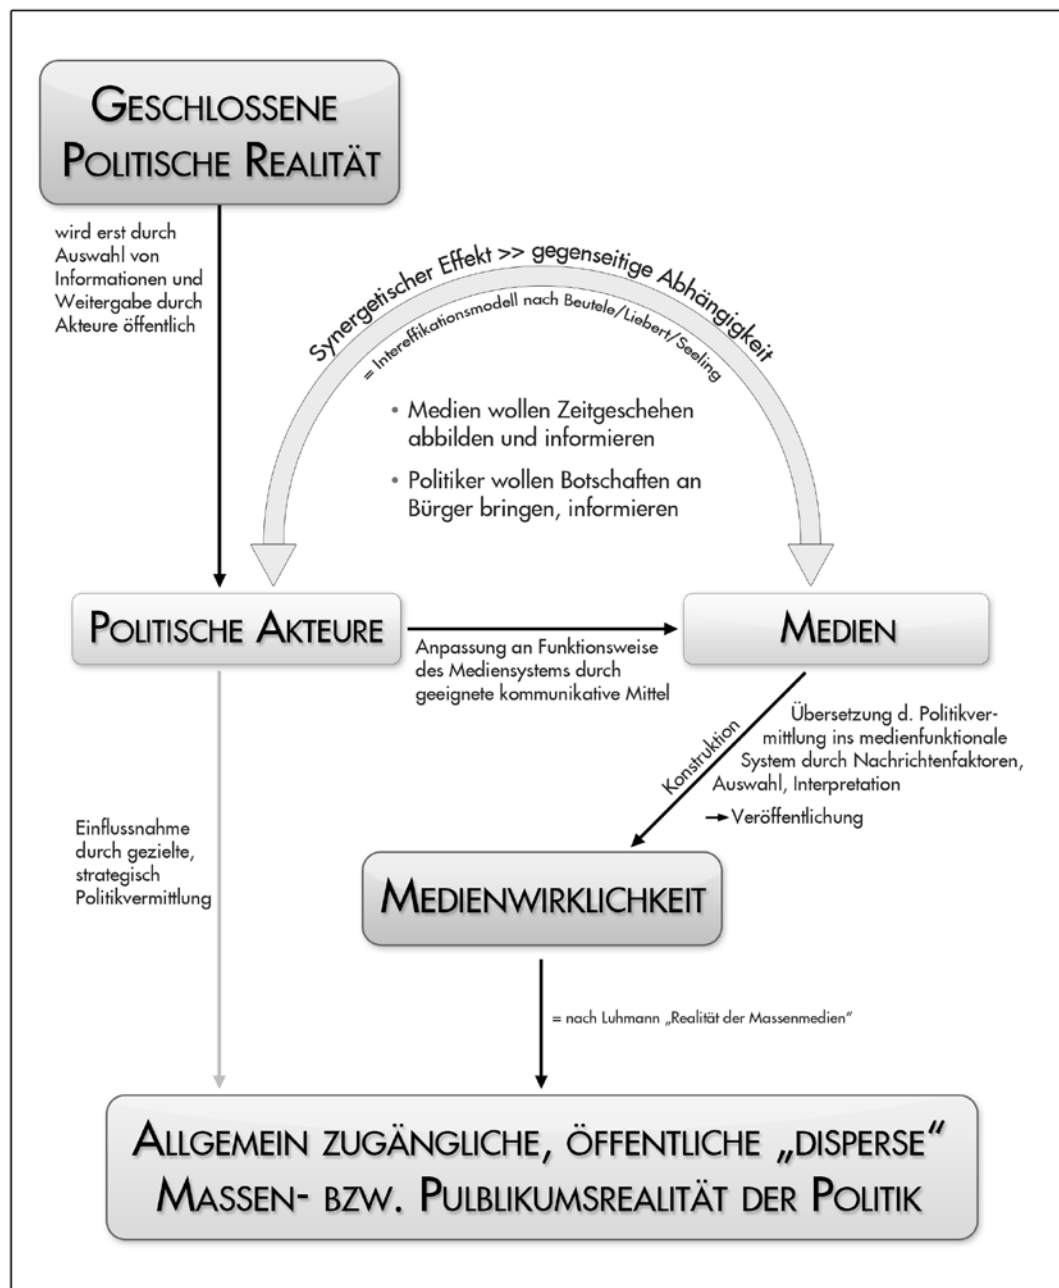 GESCHLOSSENE
POLITISCHE REALITÄT
wird erst durch
Auswahl von
Informationen und
Weitergabe durch
Akteure öffentlich
Synergetischer Effekt >> gegenseitige Abhängigkeit
= Intereffikationsmodell nach Beutele/Liebert/Seeling
• Medien wollen Zeitgeschehen
abbilden und informieren
• Politiker wollen Botschaften an
Bürger bringen, informieren
POLITISCHE AKTEURE
MEDIEN
Anpassung an Funktionsweise
des Mediensystems durch
geeignete kommunikative Mittel
Konstruktion
Übersetzung d. Politikver-
mittlung ins medienfunktionale
System durch Nachrichtenfaktoren,
Auswahl, Interpretation
→ Veröffentlichung
Einflussnahme
durch gezielte,
strategisch
Politikvermittlung
MEDIENWIRKLICHKEIT
= nach Luhmann „Realität der Massenmedien“
ALLGEMEIN ZUGÄNGLICHE, ÖFFENTLICHE „DISPERSE“
MASSEN- BZW. PULBLIKUMSREALITÄT DER POLITIK